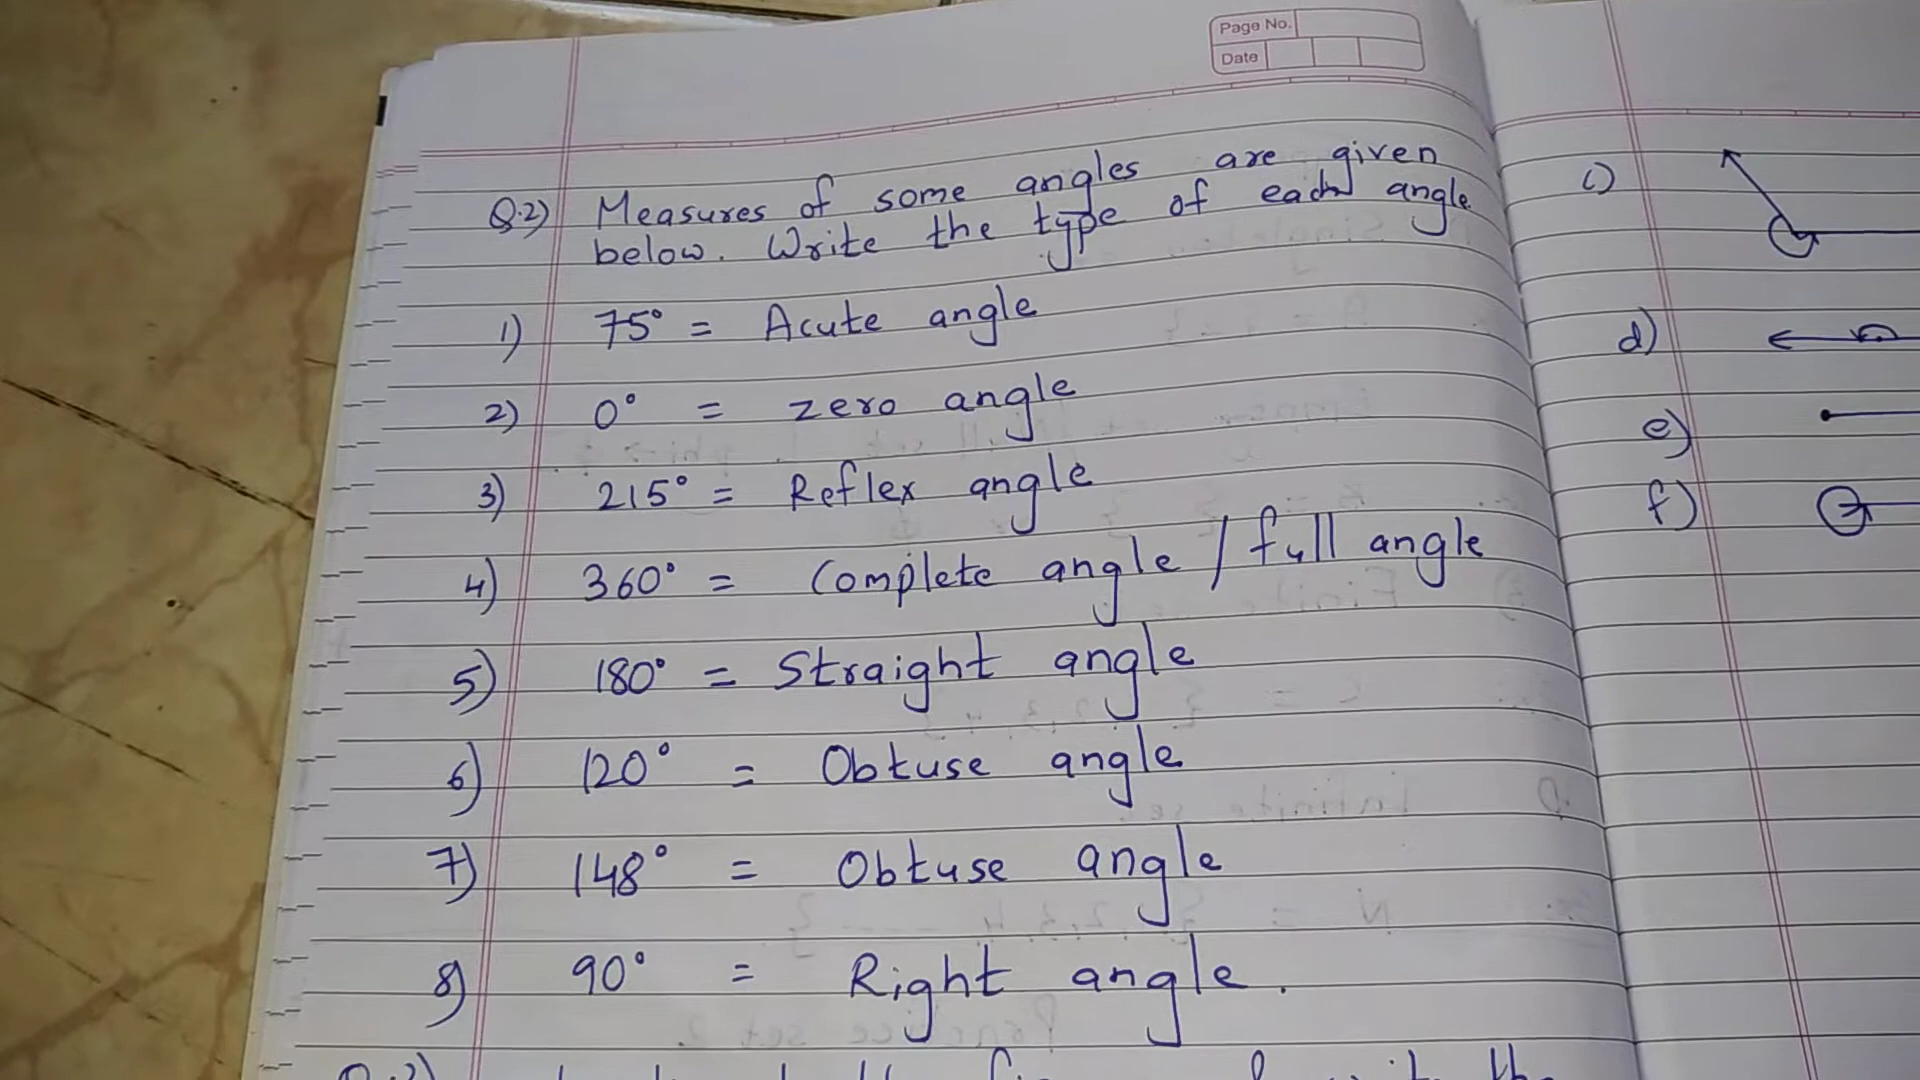 Page No.
Date
Q.2) Measures of some angles are given
below. Write the type of each angle
1) 75° = Acute angle
2) 0° = zero angle
3) 215° = Reflex angle
4) 360° = Complete angle / full angle
5) 180° = Straight angle
6) 120° = Obtuse angle
7) 148° = Obtuse angle
8) 90° = Right angle.
c)
d)
e)
f)